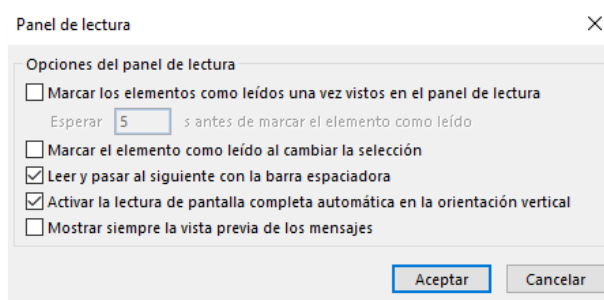 Panel de lectura
Opciones del panel de lectura
Marcar los elementos como leídos una vez vistos en el panel de lectura
Esperar 5 s antes de marcar el elemento como leído
Marcar el elemento como leído al cambiar la selección
Leer y pasar al siguiente con la barra espaciadora
Activar la lectura de pantalla completa automática en la orientación vertical
Mostrar siempre la vista previa de los mensajes
Aceptar Cancelar